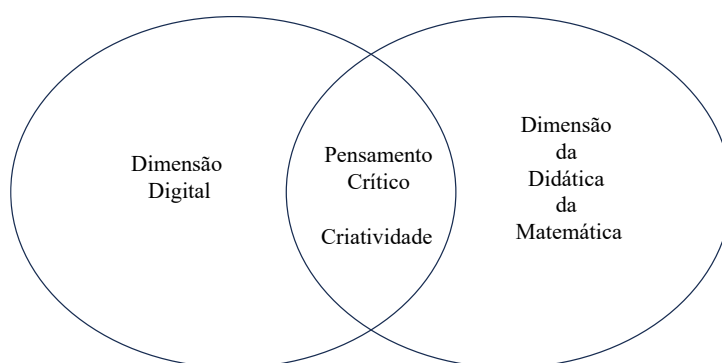 Dimensão
Digital
Pensamento
Crítico
Criatividade
Dimensão
da
Didática
da
Matemática